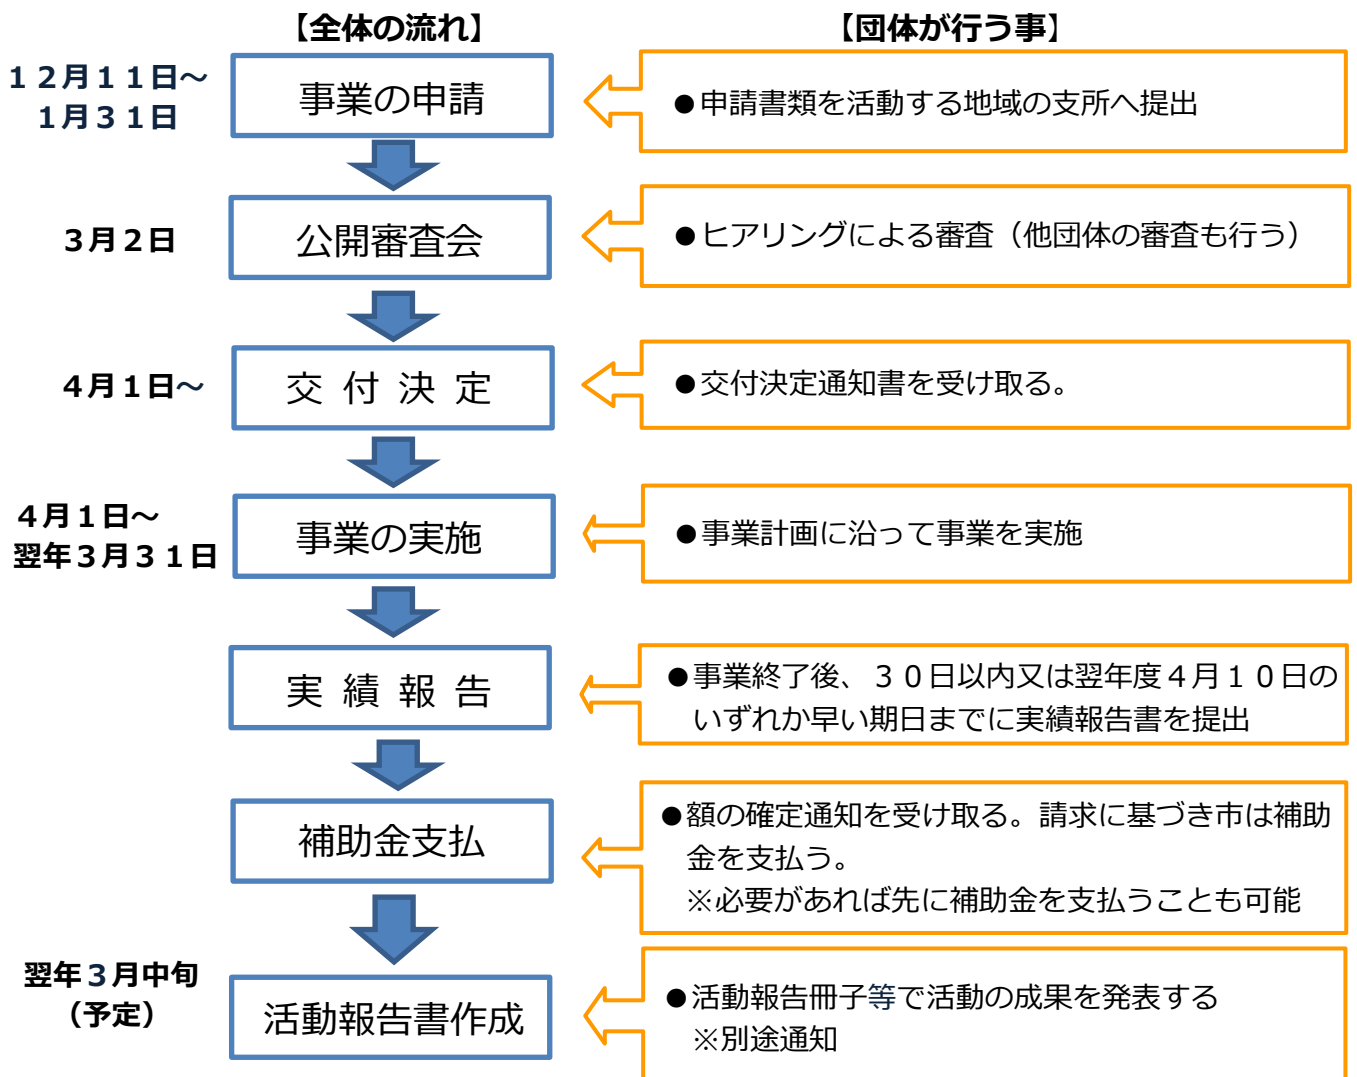 【全体の流れ】
【団体が行う事】
１２月１１日～
１月３１日
事業の申請
●申請書類を活動する地域の支所へ提出
３月２日
公開審査会
●ヒアリングによる審査（他団体の審査も行う）
４月１日～
交 付 決 定
●交付決定通知書を受け取る。
４月１日～
翌年３月３１日
事業の実施
●事業計画に沿って事業を実施
実 績 報 告
●事業終了後、３０日以内又は翌年度４月１０日の
いずれか早い期日までに実績報告書を提出
補助金支払
●額の確定通知を受け取る。請求に基づき市は補助
金を支払う。
※必要があれば先に補助金を支払うことも可能
翌年３月中旬
（予定）
活動報告書作成
●活動報告冊子等で活動の成果を発表する
※別途通知